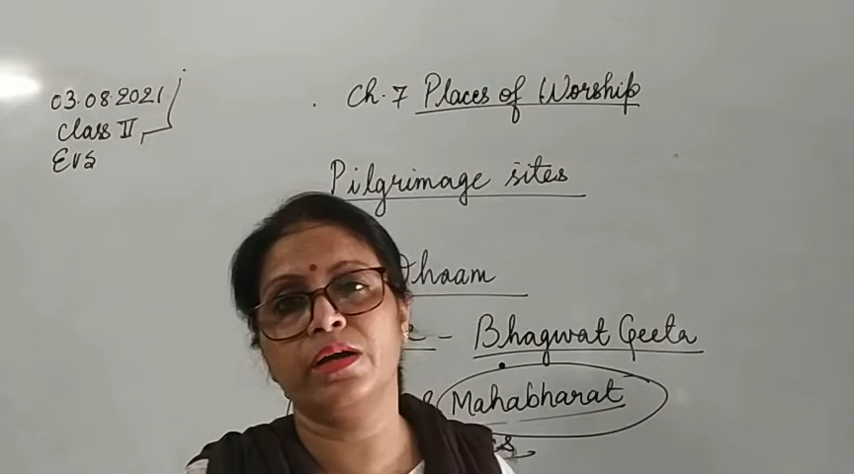 03.08.2021
Class II
EVS
Ch. 7 Places of Worship
Pilgrimage sites
Dhaam
- Bhagwat Geeta
Mahabharat